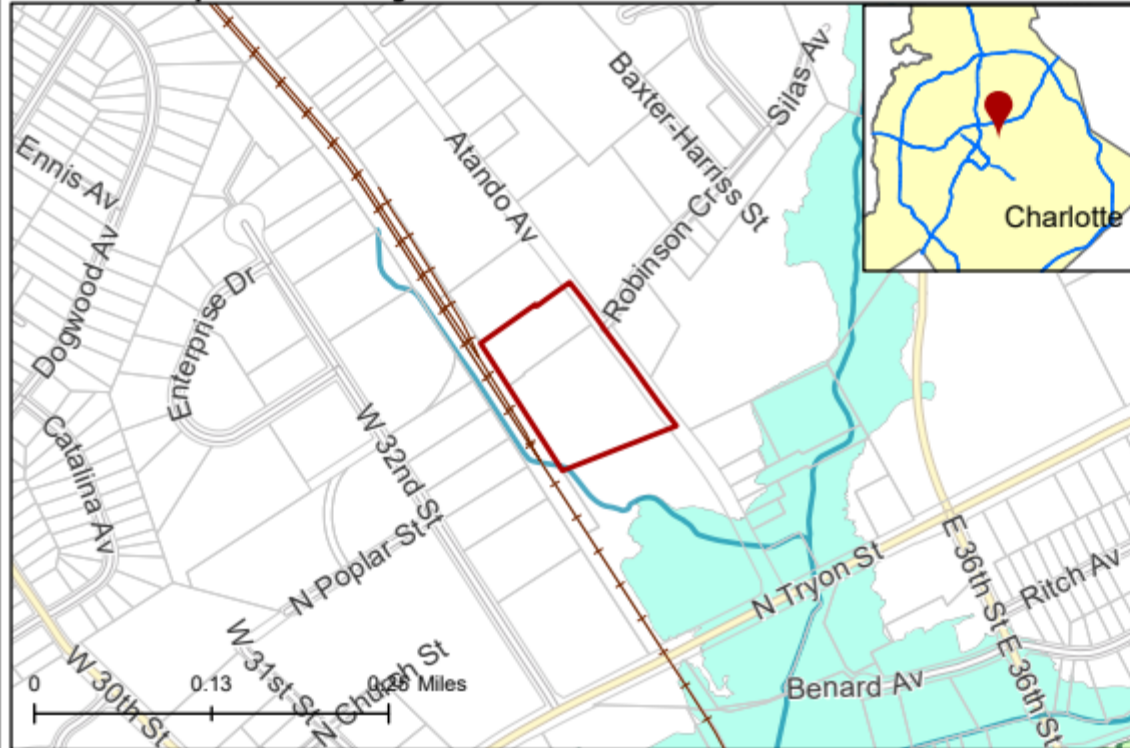 Silas Av
Baxter-Harriss St
Atando Av
Ennis Av
Robinson Cr
Charlotte
Dogwood Av
Enterprise Dr
W 32nd St
Catalina Av
N Poplar St
N Tryon St
E 36th St
Ritch Av
W 31st St
N Church St
E 36th St
W 30th St
Benard Av
0 0.13 0.25 Miles